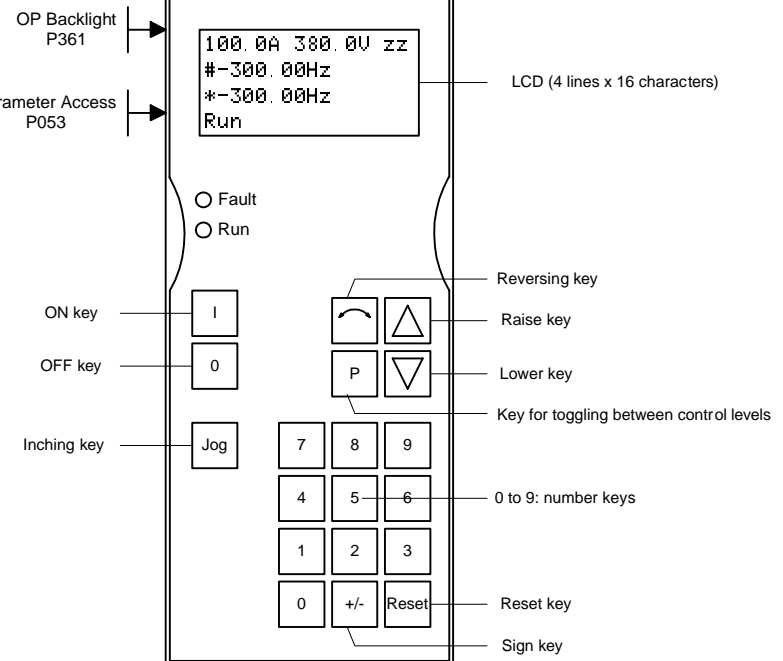 OP Backlight
P361
rameter Access
P053
100.0A 380.0V zz
#-300.00Hz
*-300.00Hz
Run
LCD (4 lines x 16 characters)
Fault
Run
Reversing key
ON key
I
Raise key
OFF key
0
P
Lower key
Key for toggling between control levels
Inching key
Jog
7 8 9
4 5 6
0 to 9: number keys
1 2 3
0 +/- Reset
Reset key
Sign key